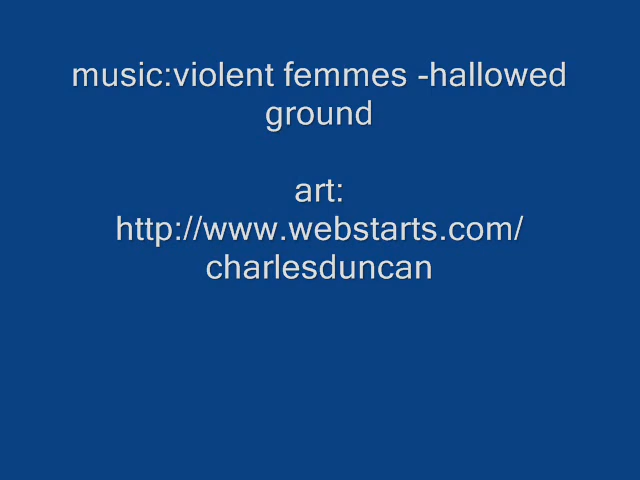 music:violent femmes -hallowed
ground
art:
http://www.webstarts.com/
charlesduncan